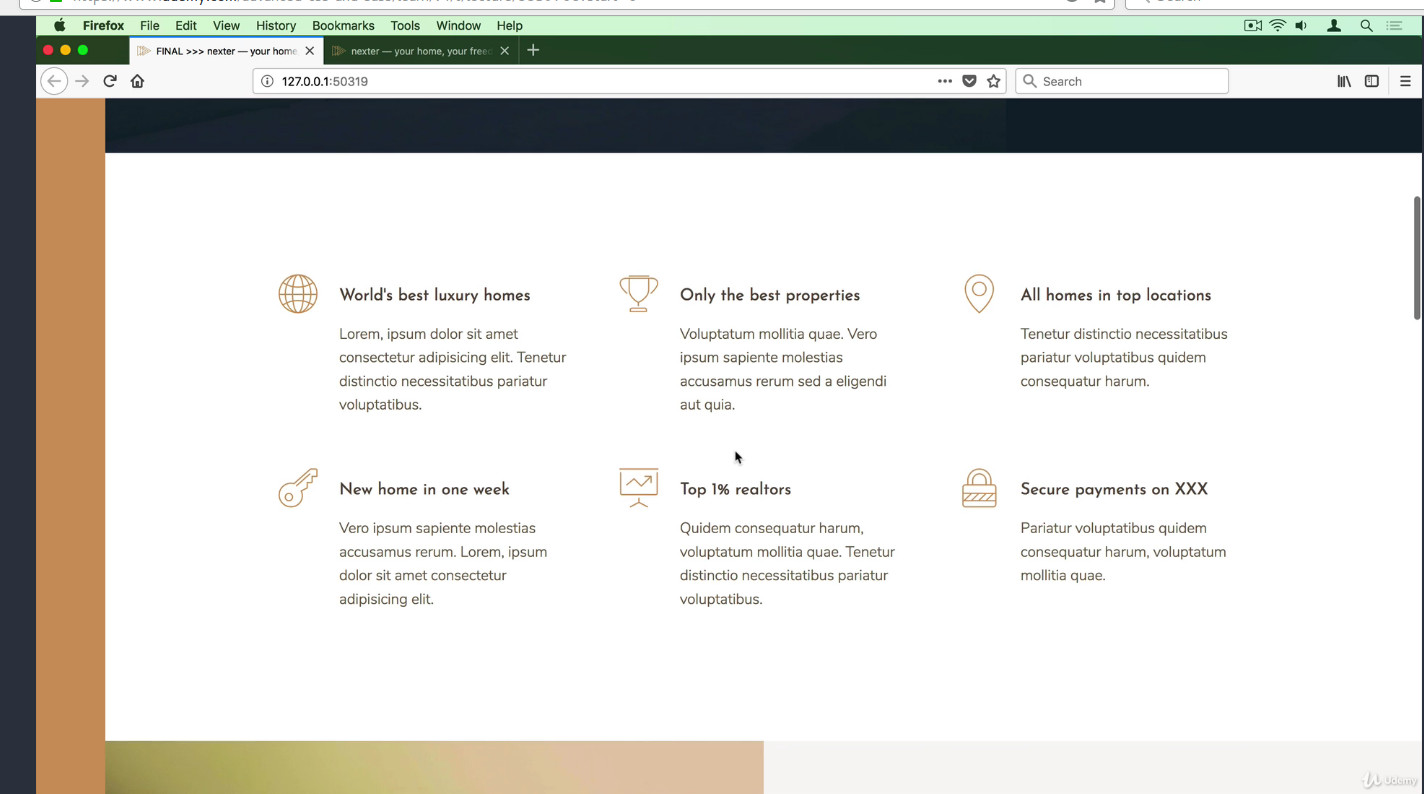 Firefox File Edit View History Bookmarks Tools Window Help
FINAL >>> nexter — your home,
nexter — your home, your freed
127.0.0.1:50319
Search
World's best luxury homes
Lorem, ipsum dolor sit amet
consectetur adipisicing elit. Tenetur
distinctio necessitatibus pariatur
voluptatibus.
Only the best properties
Voluptatum mollitia quae. Vero
ipsum sapiente molestias
accusamus rerum sed a eligendi
aut quia.
All homes in top locations
Tenetur distinctio necessitatibus
pariatur voluptatibus quidem
consequatur harum.
New home in one week
Vero ipsum sapiente molestias
accusamus rerum. Lorem, ipsum
dolor sit amet consectetur
adipisicing elit.
Top 1% realtors
Quidem consequatur harum,
voluptatum mollitia quae. Tenetur
distinctio necessitatibus pariatur
voluptatibus.
Secure payments on XXX
Pariatur voluptatibus quidem
consequatur harum, voluptatum
mollitia quae.
Udemy